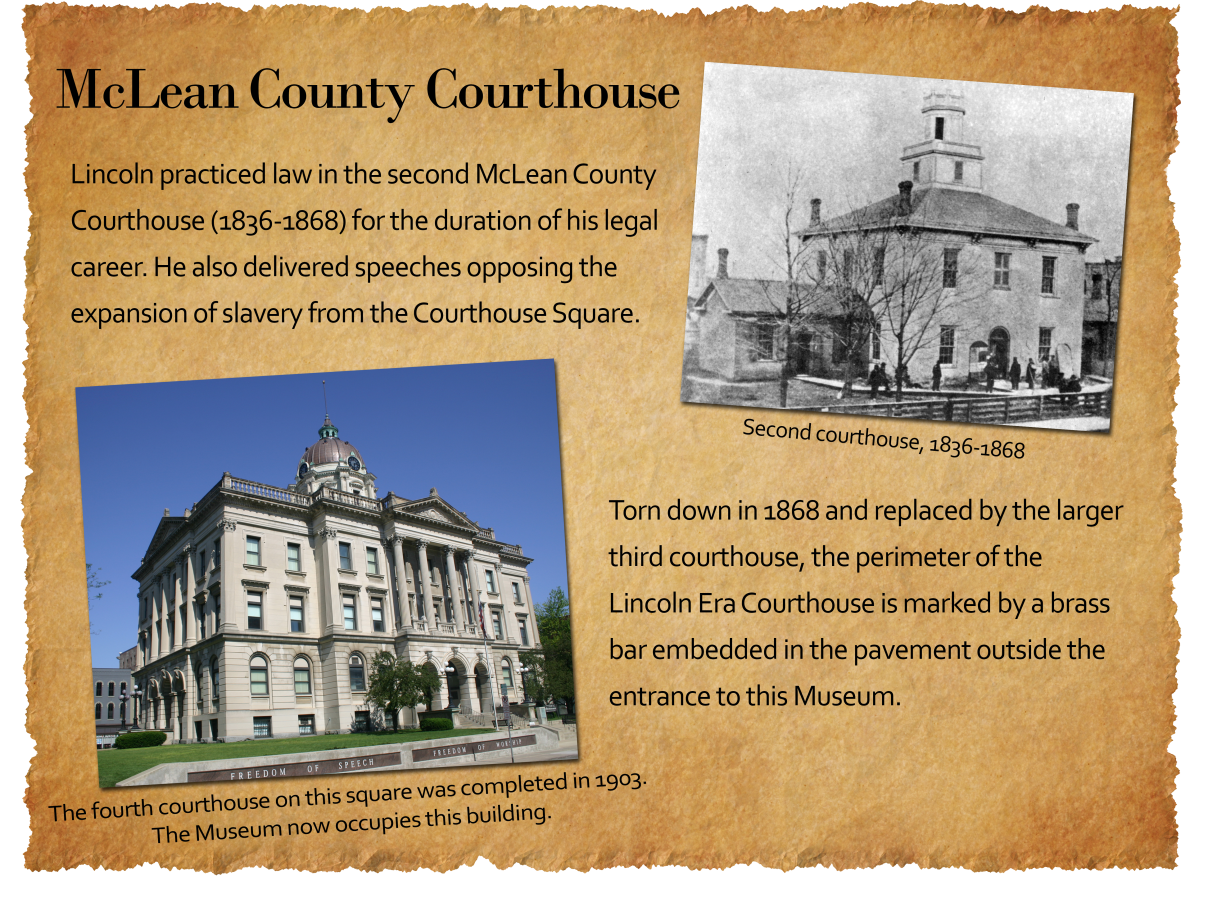 McLean County Courthouse
Lincoln practiced law in the second McLean County
Courthouse (1836-1868) for the duration of his legal
career. He also delivered speeches opposing the
expansion of slavery from the Courthouse Square.
Second courthouse, 1836-1868
Torn down in 1868 and replaced by the larger
third courthouse, the perimeter of the
Lincoln Era Courthouse is marked by a brass
bar embedded in the pavement outside the
entrance to this Museum.
FREEDOM OF SPEECH
FREEDOM OF WORSHIP
The fourth courthouse on this square was completed in 1903.
The Museum now occupies this building.